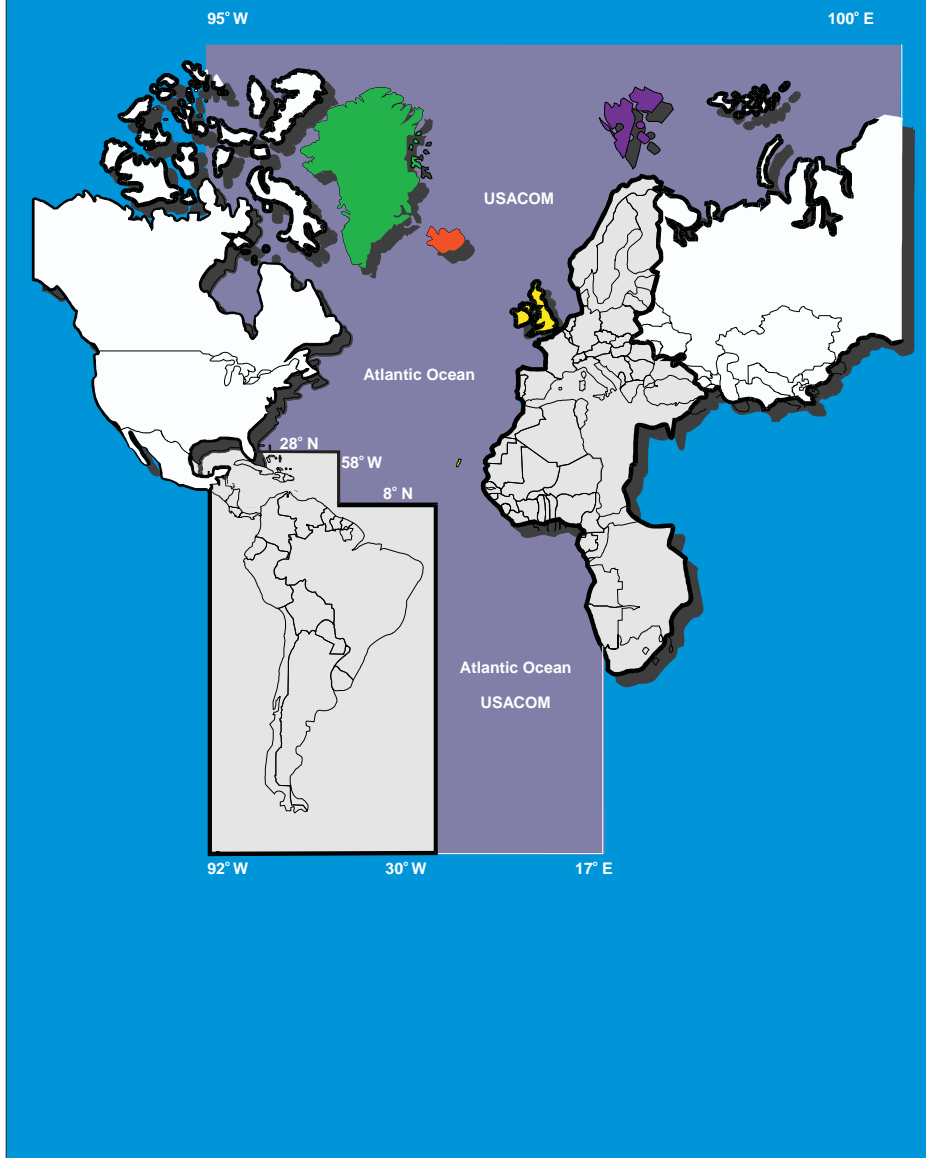 95° W
100° E
USACOM
Atlantic Ocean
28° N
58° W
8° N
Atlantic Ocean
USACOM
92° W
30° W
17° E